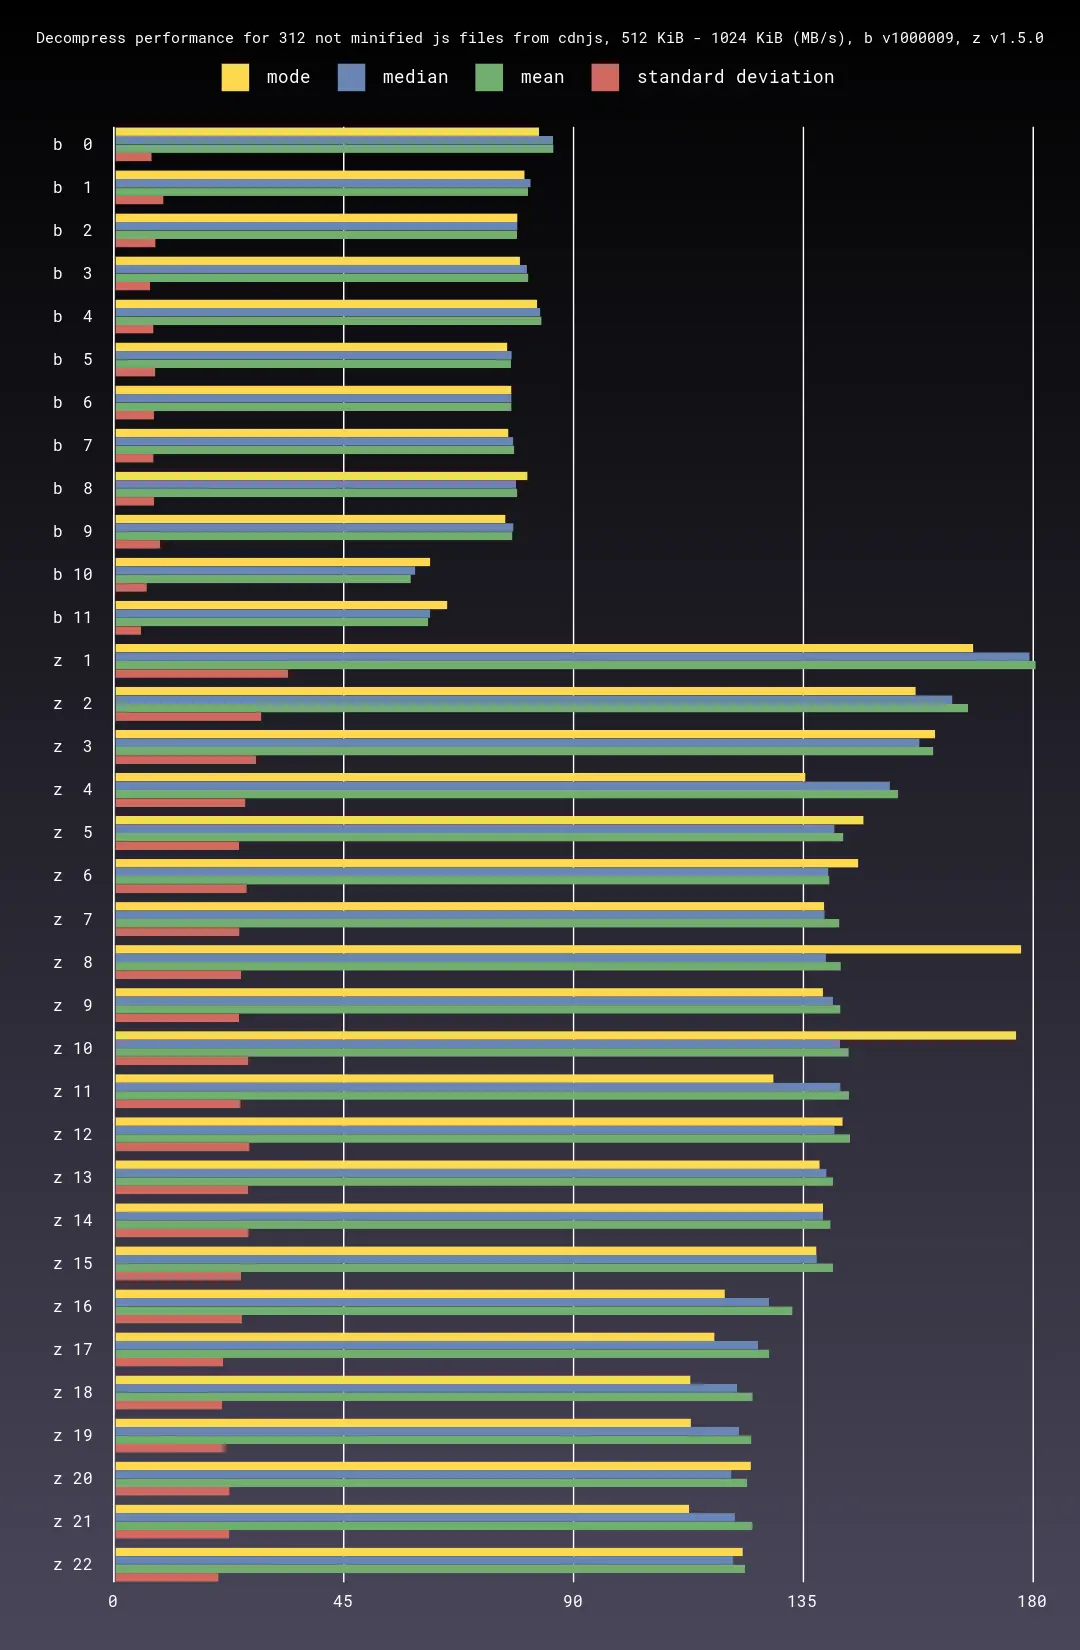 Decompress performance for 312 not minified js files from cdnjs, 512 KiB - 1024 KiB (MB/s), b v1000009, z v1.5.0
mode median mean standard deviation
b 0
b 1
b 2
b 3
b 4
b 5
b 6
b 7
b 8
b 9
b 10
b 11
z 1
z 2
z 3
z 4
z 5
z 6
z 7
z 8
z 9
z 10
z 11
z 12
z 13
z 14
z 15
z 16
z 17
z 18
z 19
z 20
z 21
z 22
0 45 90 135 180